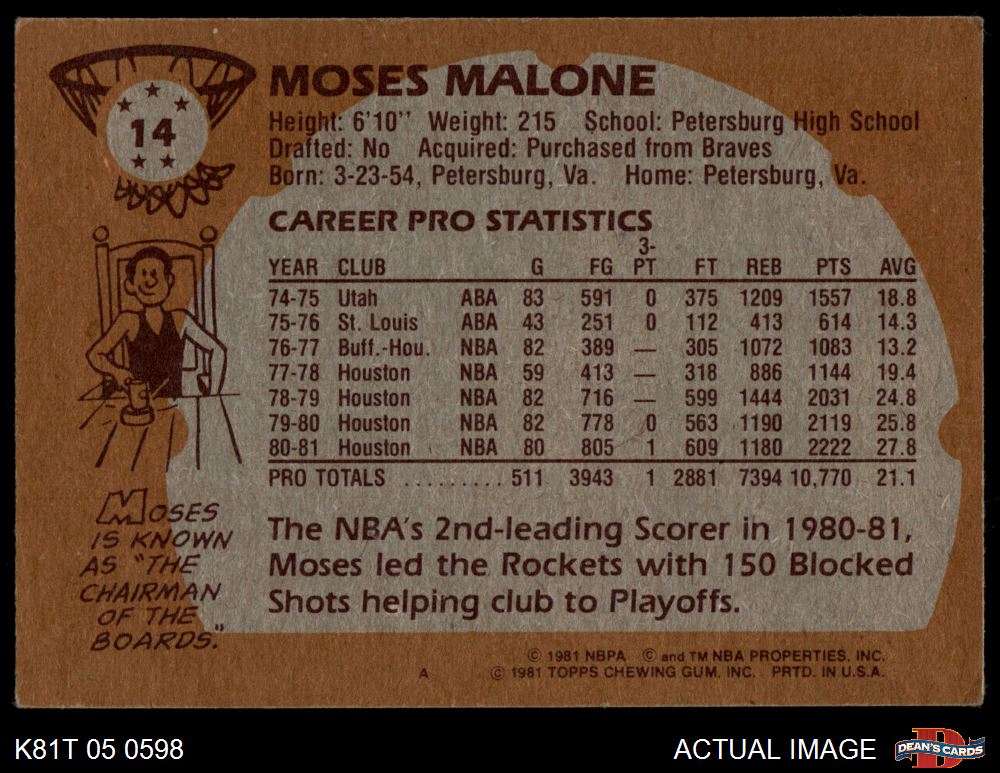 14
MOSES MALONE
Height: 6'10'' Weight: 215 School: Petersburg High School
Drafted: No Acquired: Purchased from Braves
Born: 3-23-54, Petersburg, Va. Home: Petersburg, Va.
CAREER PRO STATISTICS
YEAR CLUB G FG 3-PT FT REB PTS AVG
74-75 Utah ABA 83 591 0 375 1209 1557 18.8
75-76 St. Louis ABA 43 251 0 112 413 614 14.3
76-77 Buff.-Hou. NBA 82 389 — 305 1072 1083 13.2
77-78 Houston NBA 59 413 — 318 886 1144 19.4
78-79 Houston NBA 82 716 — 599 1444 2031 24.8
79-80 Houston NBA 82 778 0 563 1190 2119 25.8
80-81 Houston NBA 80 805 1 609 1180 2222 27.8
PRO TOTALS .......... 511 3943 1 2881 7394 10,770 21.1
MOSES
IS KNOWN
AS "THE
CHAIRMAN
OF THE
BOARDS."
The NBA's 2nd-leading Scorer in 1980-81,
Moses led the Rockets with 150 Blocked
Shots helping club to Playoffs.
© 1981 NBPA © and TM NBA PROPERTIES, INC.
A © 1981 TOPPS CHEWING GUM, INC. PRTD. IN U.S.A.
K81T 05 0598 ACTUAL IMAGE D DEAN'S CARDS